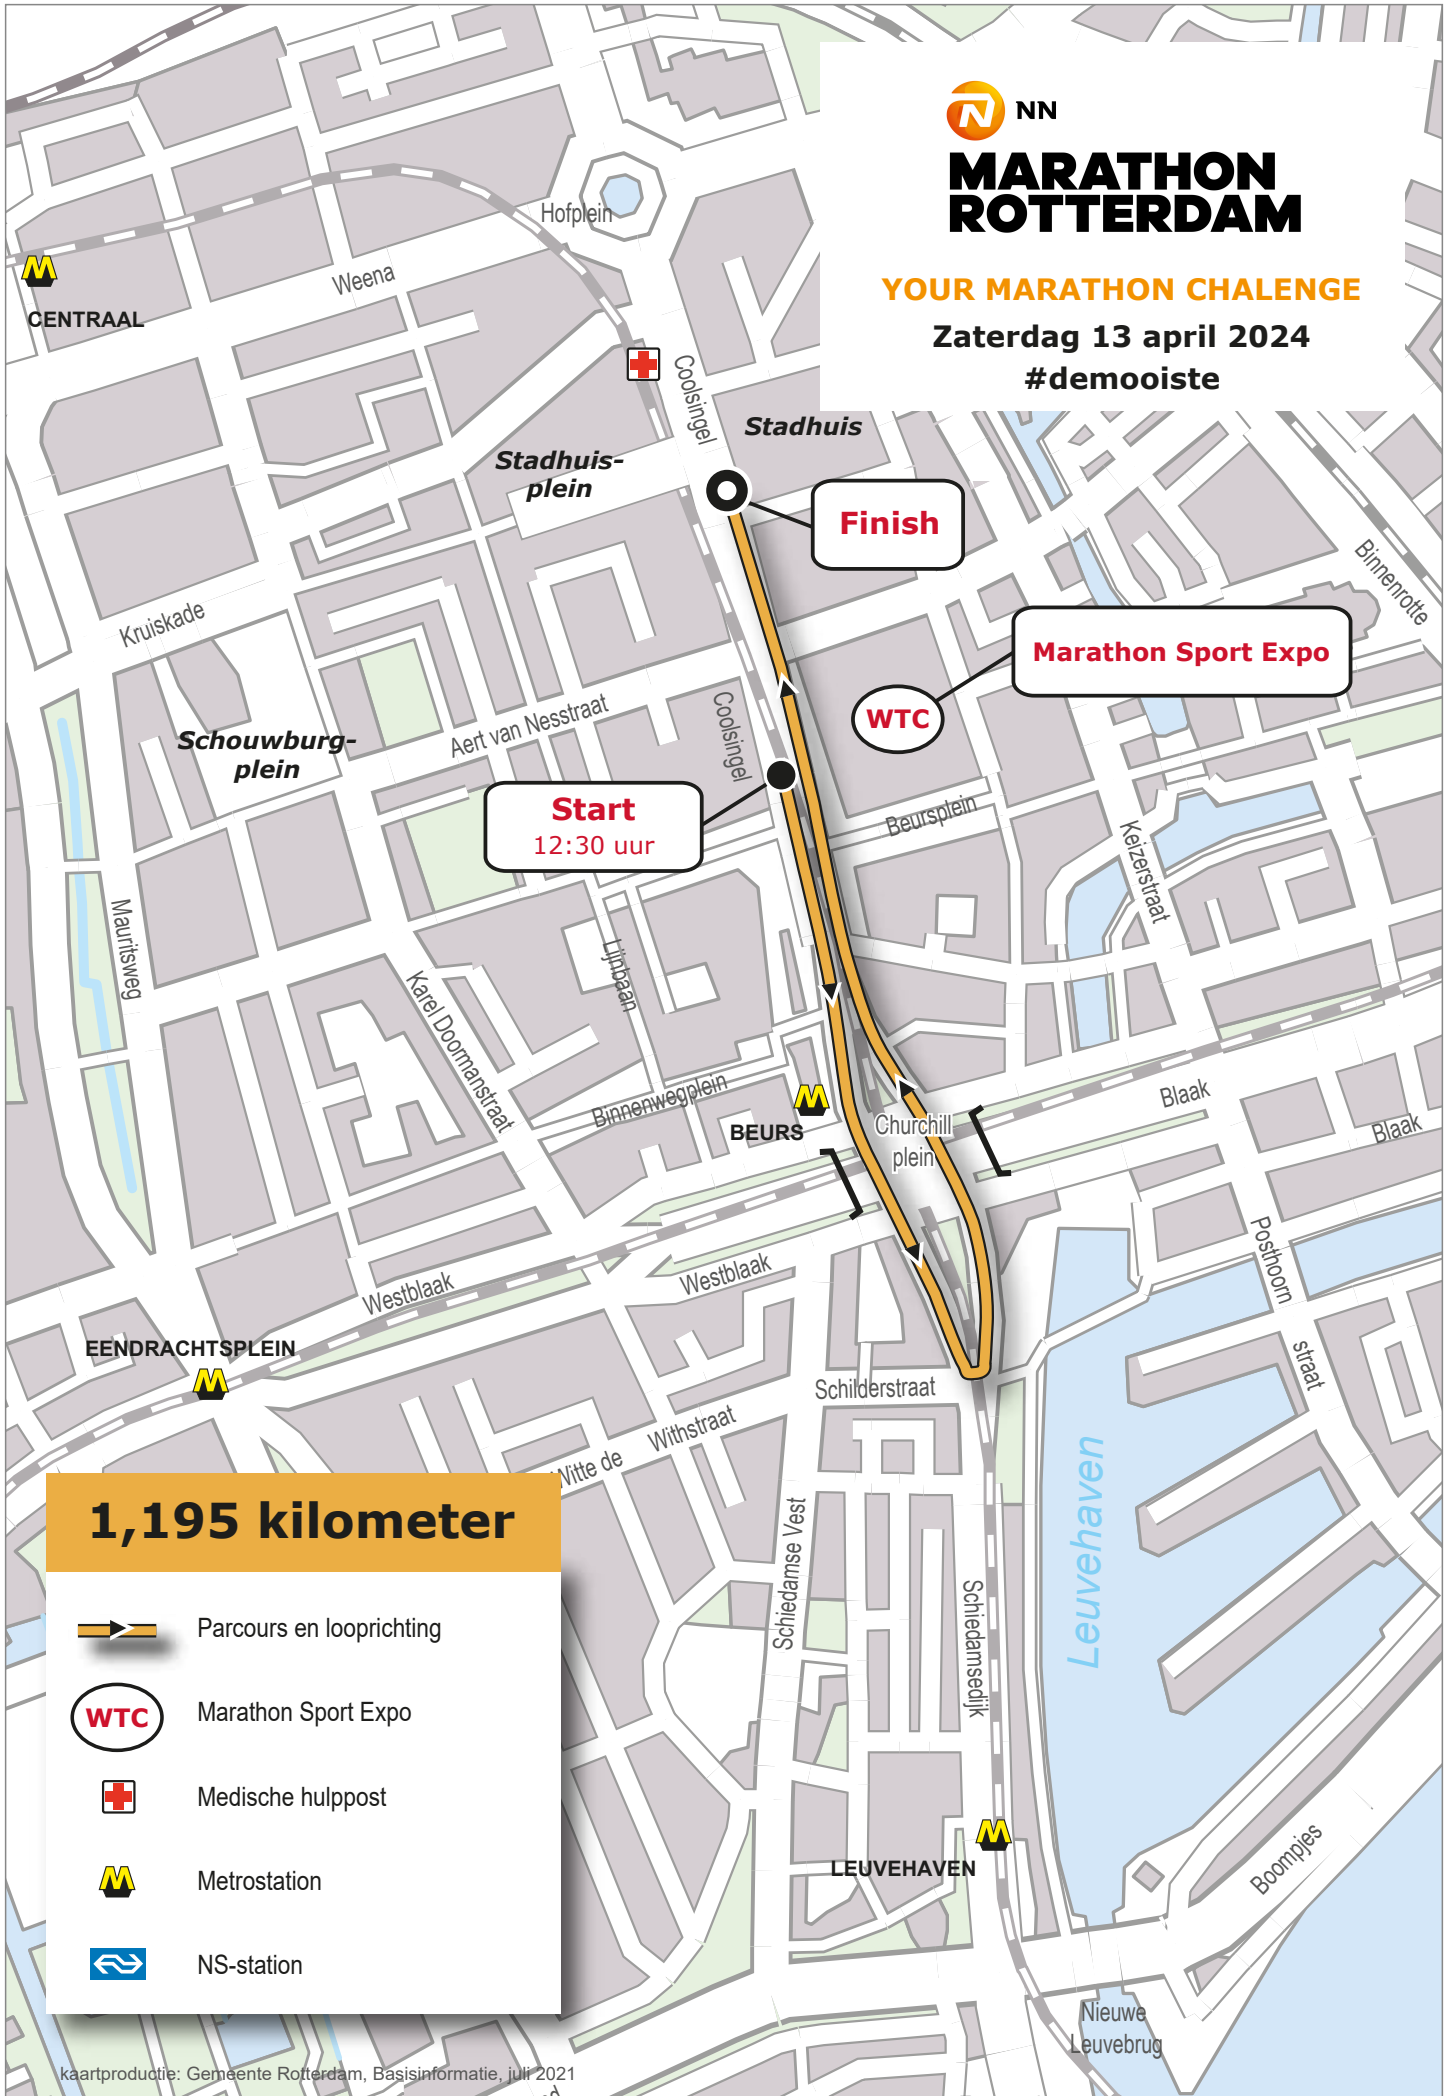 NN
MARATHON
ROTTERDAM
YOUR MARATHON CHALENGE
Zaterdag 13 april 2024
#demooiste
Hofplein
Weena
CENTRAAL
Coolsingel
Stadhuis
Stadhuis-
plein
Finish
Binnenrotte
Kruiskade
Marathon Sport Expo
WTC
Coolsingel
Aert van Nesstraat
Schouwburg-
plein
Start
12:30 uur
Beursplein
Keizerstraat
Mauritsweg
Lijnbaan
Karel Doormanstraat
Binnenwegplein
BEURS
Churchill
plein
Blaak
Blaak
Posthoorn
straat
Westblaak
Westblaak
EENDRACHTSPLEIN
Schilderstraat
Witte de
Withstraat
Leuvehaven
Schiedamse Vest
Schiedamsedijk
LEUVEHAVEN
Boompjes
Nieuwe
Leuvebrug
1,195 kilometer
Parcours en looprichting
WTC
Marathon Sport Expo
Medische hulppost
Metrostation
NS-station
kaartproductie: Gemeente Rotterdam, Basisinformatie, juli 2021